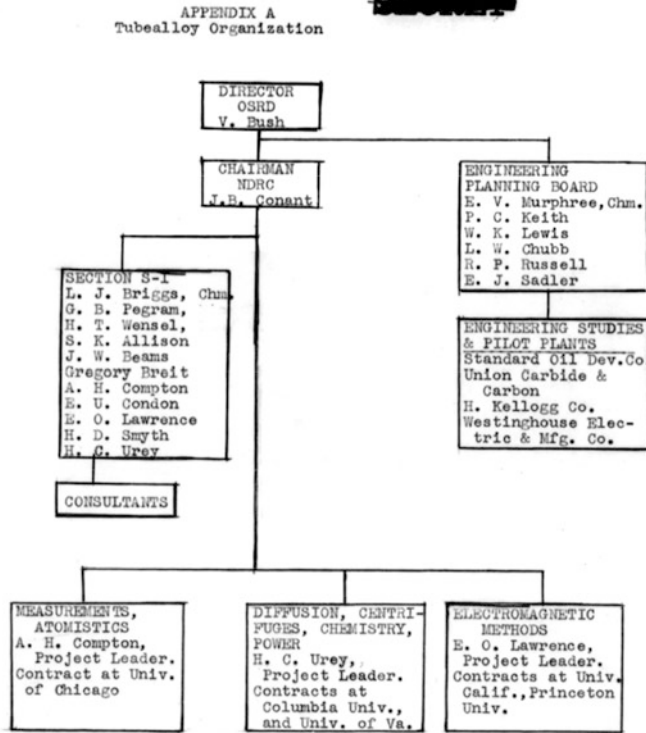 APPENDIX A
Tubealloy Organization
DIRECTOR
OSRD
V. Bush
CHAIRMAN
NDRC
J.B. Conant
ENGINEERING
PLANNING BOARD
E. V. Murphree, Chm.
P. C. Keith
W. K. Lewis
L. W. Chubb
R. P. Russell
E. J. Sadler
SECTION S-1
L. J. Briggs, Chm.
G. B. Pegram,
H. T. Wensel,
S. K. Allison
J. W. Beams
Gregory Breit
A. H. Compton
E. U. Condon
E. O. Lawrence
H. D. Smyth
H. C. Urey
ENGINEERING STUDIES
& PILOT PLANTS
Standard Oil Dev.Co
Union Carbide &
Carbon
H. Kellogg Co.
Westinghouse Elec-
tric & Mfg. Co.
CONSULTANTS
MEASUREMENTS,
ATOMISTICS
A. H. Compton,
Project Leader.
Contract at Univ.
of Chicago
DIFFUSION, CENTRI-
FUGES, CHEMISTRY,
POWER
H. C. Urey,
Project Leader.
Contracts at
Columbia Univ.,
and Univ. of Va.
ELECTROMAGNETIC
METHODS
E. O. Lawrence,
Project Leader.
Contracts at Univ.
Calif., Princeton
Univ.